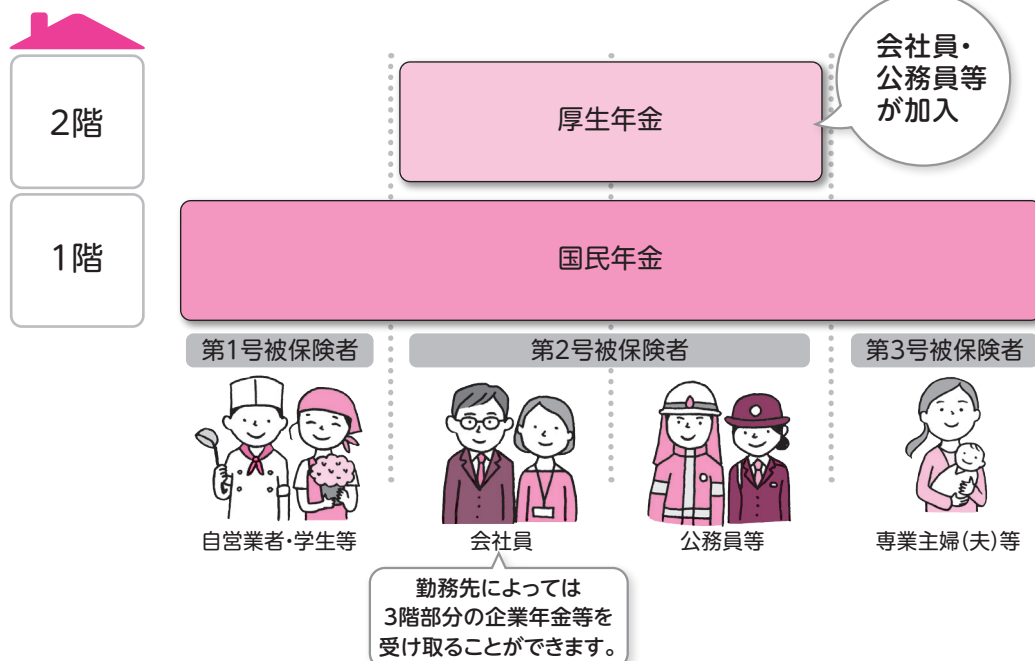 会社員・
公務員等
が加入
2階
厚生年金
1階
国民年金
第1号被保険者
第2号被保険者
第3号被保険者
自営業者・学生等
会社員
公務員等
専業主婦(夫)等
勤務先によっては
3階部分の企業年金等を
受け取ることができます。